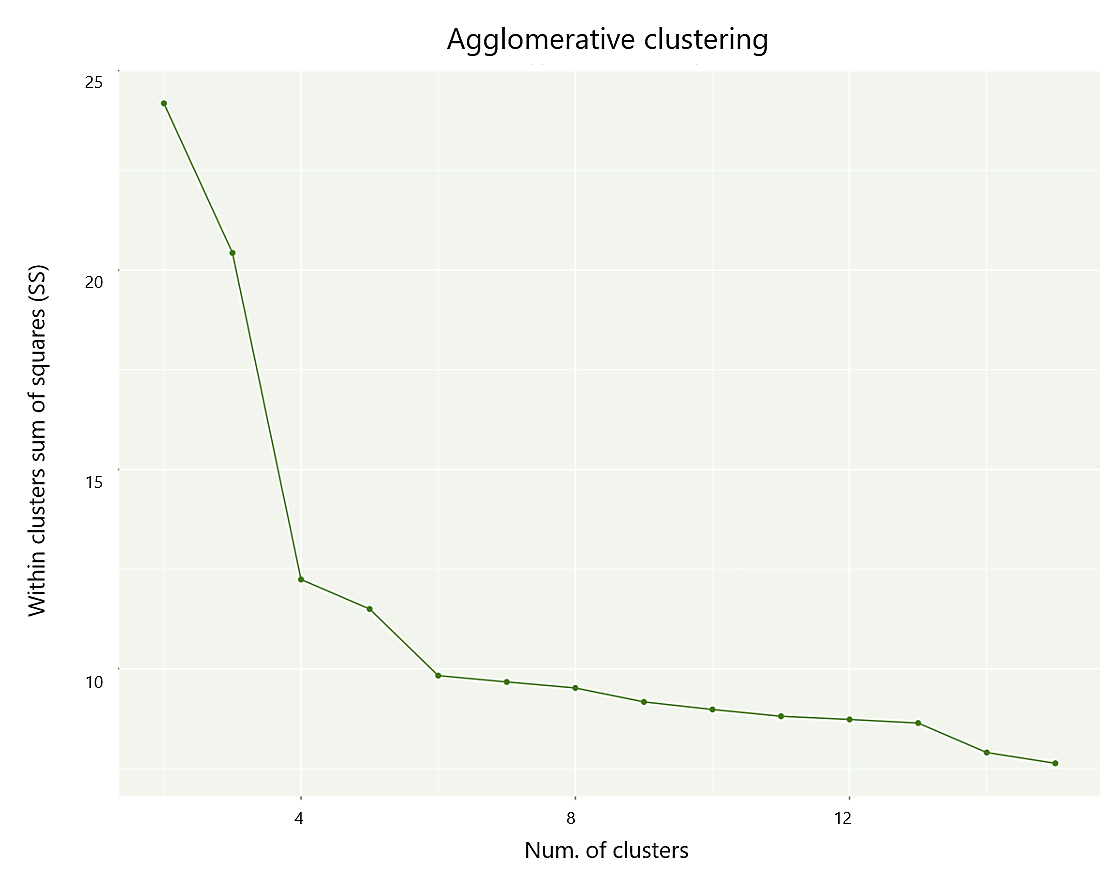 Agglomerative clustering
25
20
15
10
Within clusters sum of squares (SS)
4 8 12
Num. of clusters